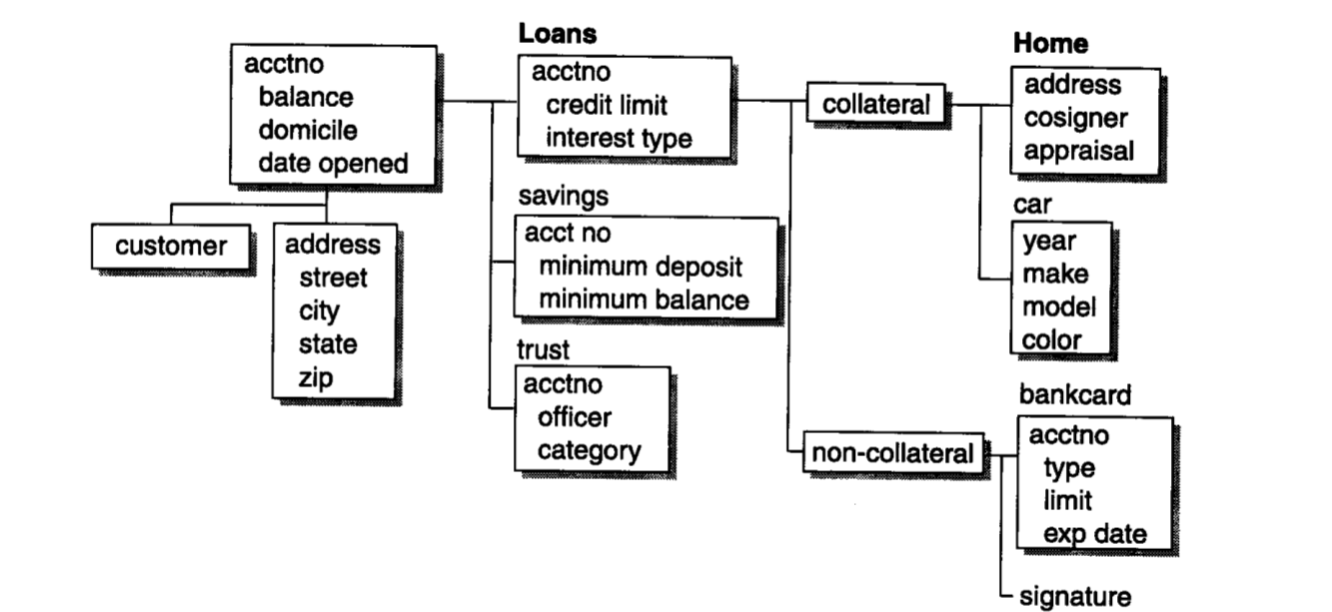 acctno
balance
domicile
date opened
customer
address
street
city
state
zip
Loans
acctno
credit limit
interest type
savings
acct no
minimum deposit
minimum balance
trust
acctno
officer
category
collateral
non-collateral
Home
address
cosigner
appraisal
car
year
make
model
color
bankcard
acctno
type
limit
exp date
signature